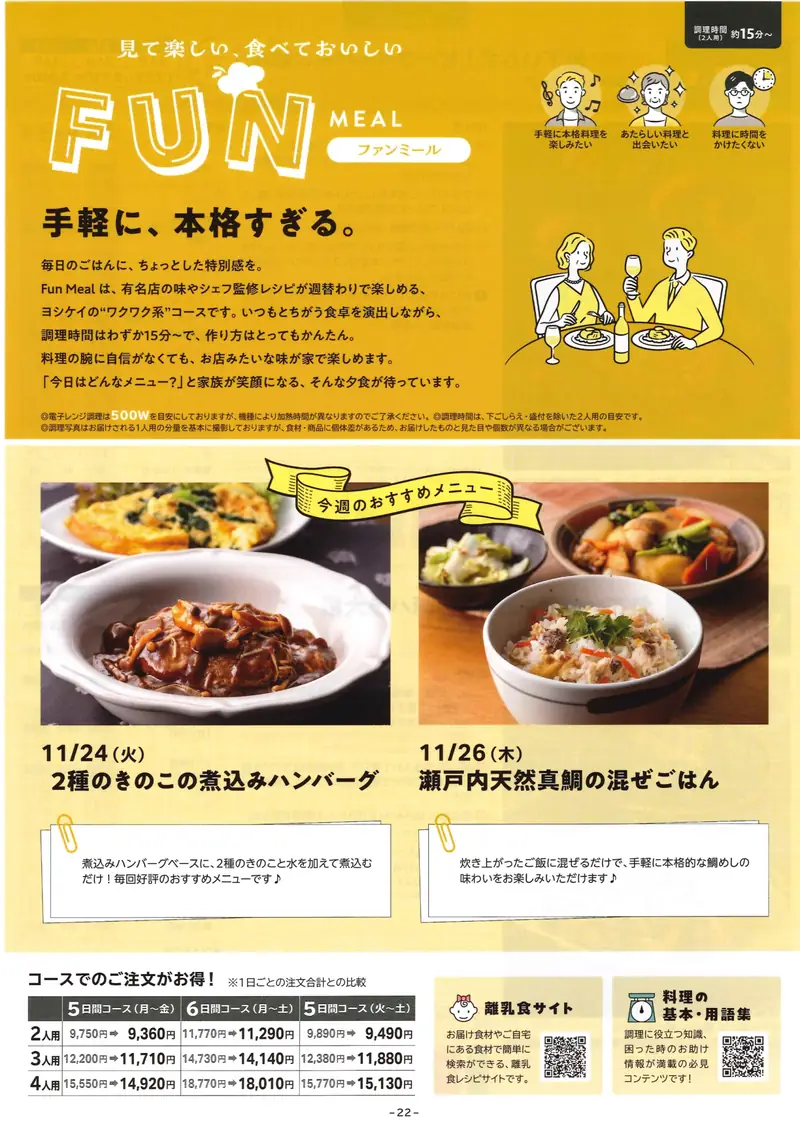 調理時間
(2人用)
約15分～
見て楽しい、食べておいしい
FUN
MEAL
ファンミール
手軽に本格料理を
楽しみたい
あたらしい料理と
出会いたい
料理に時間を
かけたくない
手軽に、本格すぎる。
毎日のごはんに、ちょっとした特別感を。
Fun Meal は、有名店の味やシェフ監修レシピが週替わりで楽しめる、
ヨシケイの“ワクワク系”コースです。いつもとちがう食卓を演出しながら、
調理時間はわずか15分～で、作り方はとってもかんたん。
料理の腕に自信がなくても、お店みたいな味が家で楽しめます。
「今日はどんなメニュー？」と家族が笑顔になる、そんな夕食が待っています。
◎電子レンジ調理は500Wを目安にしておりますが、機種により加熱時間が異なりますのでご了承ください。◎調理時間は、下ごしらえ・盛付を除いた2人用の目安です。
◎調理写真はお届けされる1人用の分量を基本に撮影しておりますが、食材・商品に個体差があるため、お届けしたものと見た目や個数が異なる場合がございます。
今週のおすすめメニュー
11/24（火）
2種のきのこの煮込みハンバーグ
煮込みハンバーグベースに、2種のきのこと水を加えて煮込む
だけ！毎回好評のおすすめメニューです♪
11/26（木）
瀬戸内天然真鯛の混ぜごはん
炊き上がったご飯に混ぜるだけで、手軽に本格的な鯛めしの
味わいをお楽しみいただけます♪
コースでのご注文がお得！ ※1日ごとの注文合計との比較
5日間コース（月～金） 6日間コース（月～土） 5日間コース（火～土）
2人用 9,750円➡9,360円 11,770円➡11,290円 9,890円➡9,490円
3人用 12,200円➡11,710円 14,730円➡14,140円 12,380円➡11,880円
4人用 15,550円➡14,920円 18,770円➡18,010円 15,770円➡15,130円
離乳食サイト
お届け食材やご自宅
にある食材で簡単に
検索ができる、離乳
食レシピサイトです。
料理の
基本・用語集
調理に役立つ知識、
困った時のお助け
情報が満載の必見
コンテンツです！
-22-